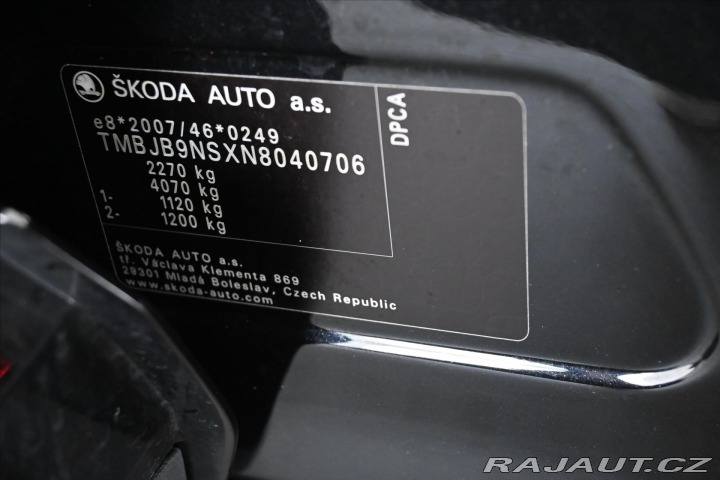 ŠKODA AUTO a.s.
DPCA
e8*2007/46*0249
TMBJB9NSXN8040706
2270 kg
4070 kg
1- 1120 kg
2- 1200 kg
ŠKODA AUTO a.s.
tř. Václava Klementa 869
29301 Mladá Boleslav, Czech Republic
www.skoda-auto.com
RAJAUT.CZ